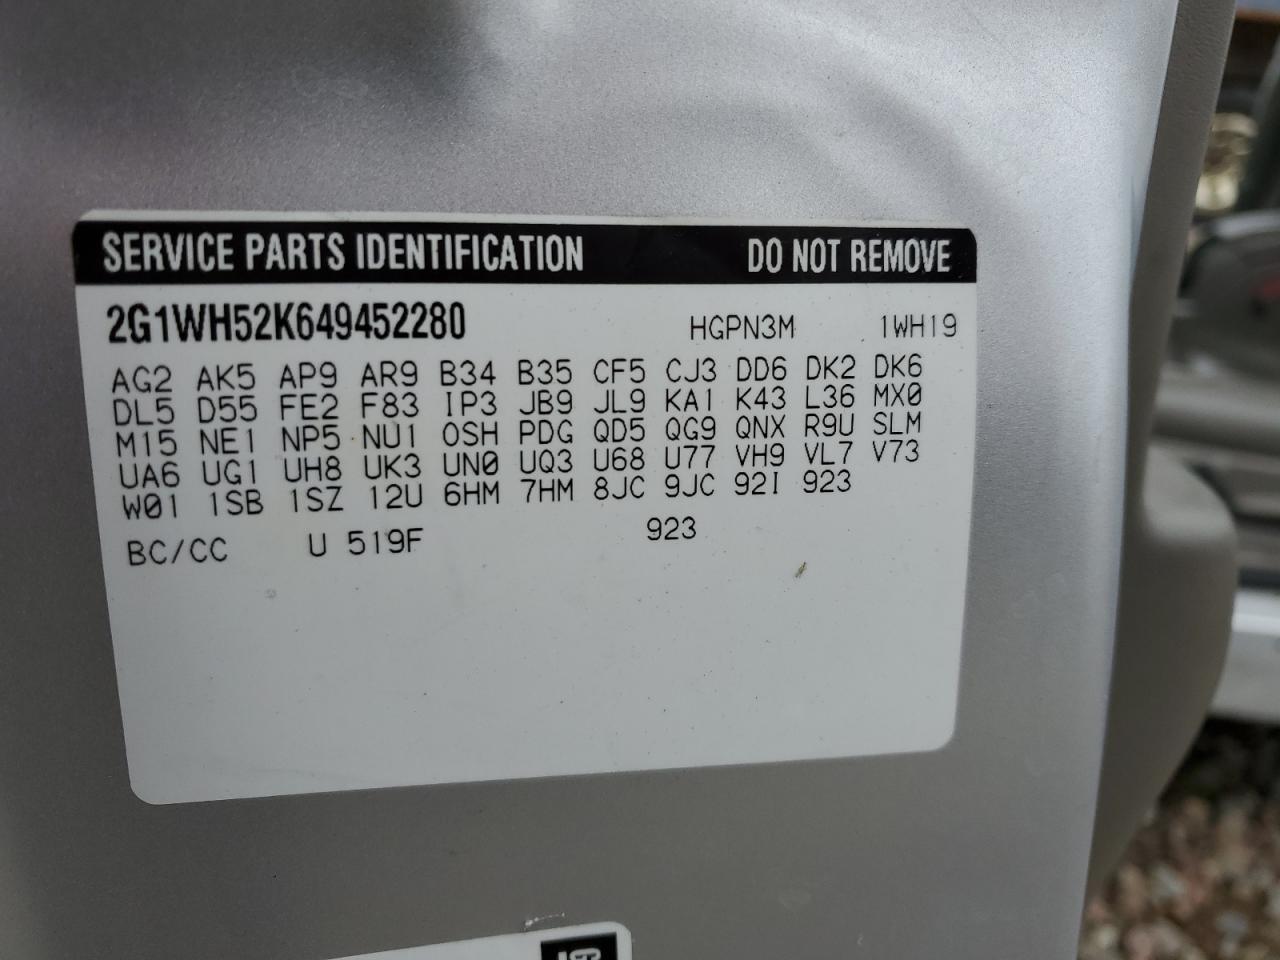 SERVICE PARTS IDENTIFICATION DO NOT REMOVE
2G1WH52K649452280 HGPN3M 1WH19
AG2 AK5 AP9 AR9 B34 B35 CF5 CJ3 DD6 DK2 DK6
DL5 D55 FE2 F83 IP3 JB9 JL9 KA1 K43 L36 MX0
M15 NE1 NP5 NU1 OSH PDG QD5 QG9 QNX R9U SLM
UA6 UG1 UH8 UK3 UN0 UQ3 U68 U77 VH9 VL7 V73
W01 1SB 1SZ 12U 6HM 7HM 8JC 9JC 92I 923
BC/CC U 519F 923